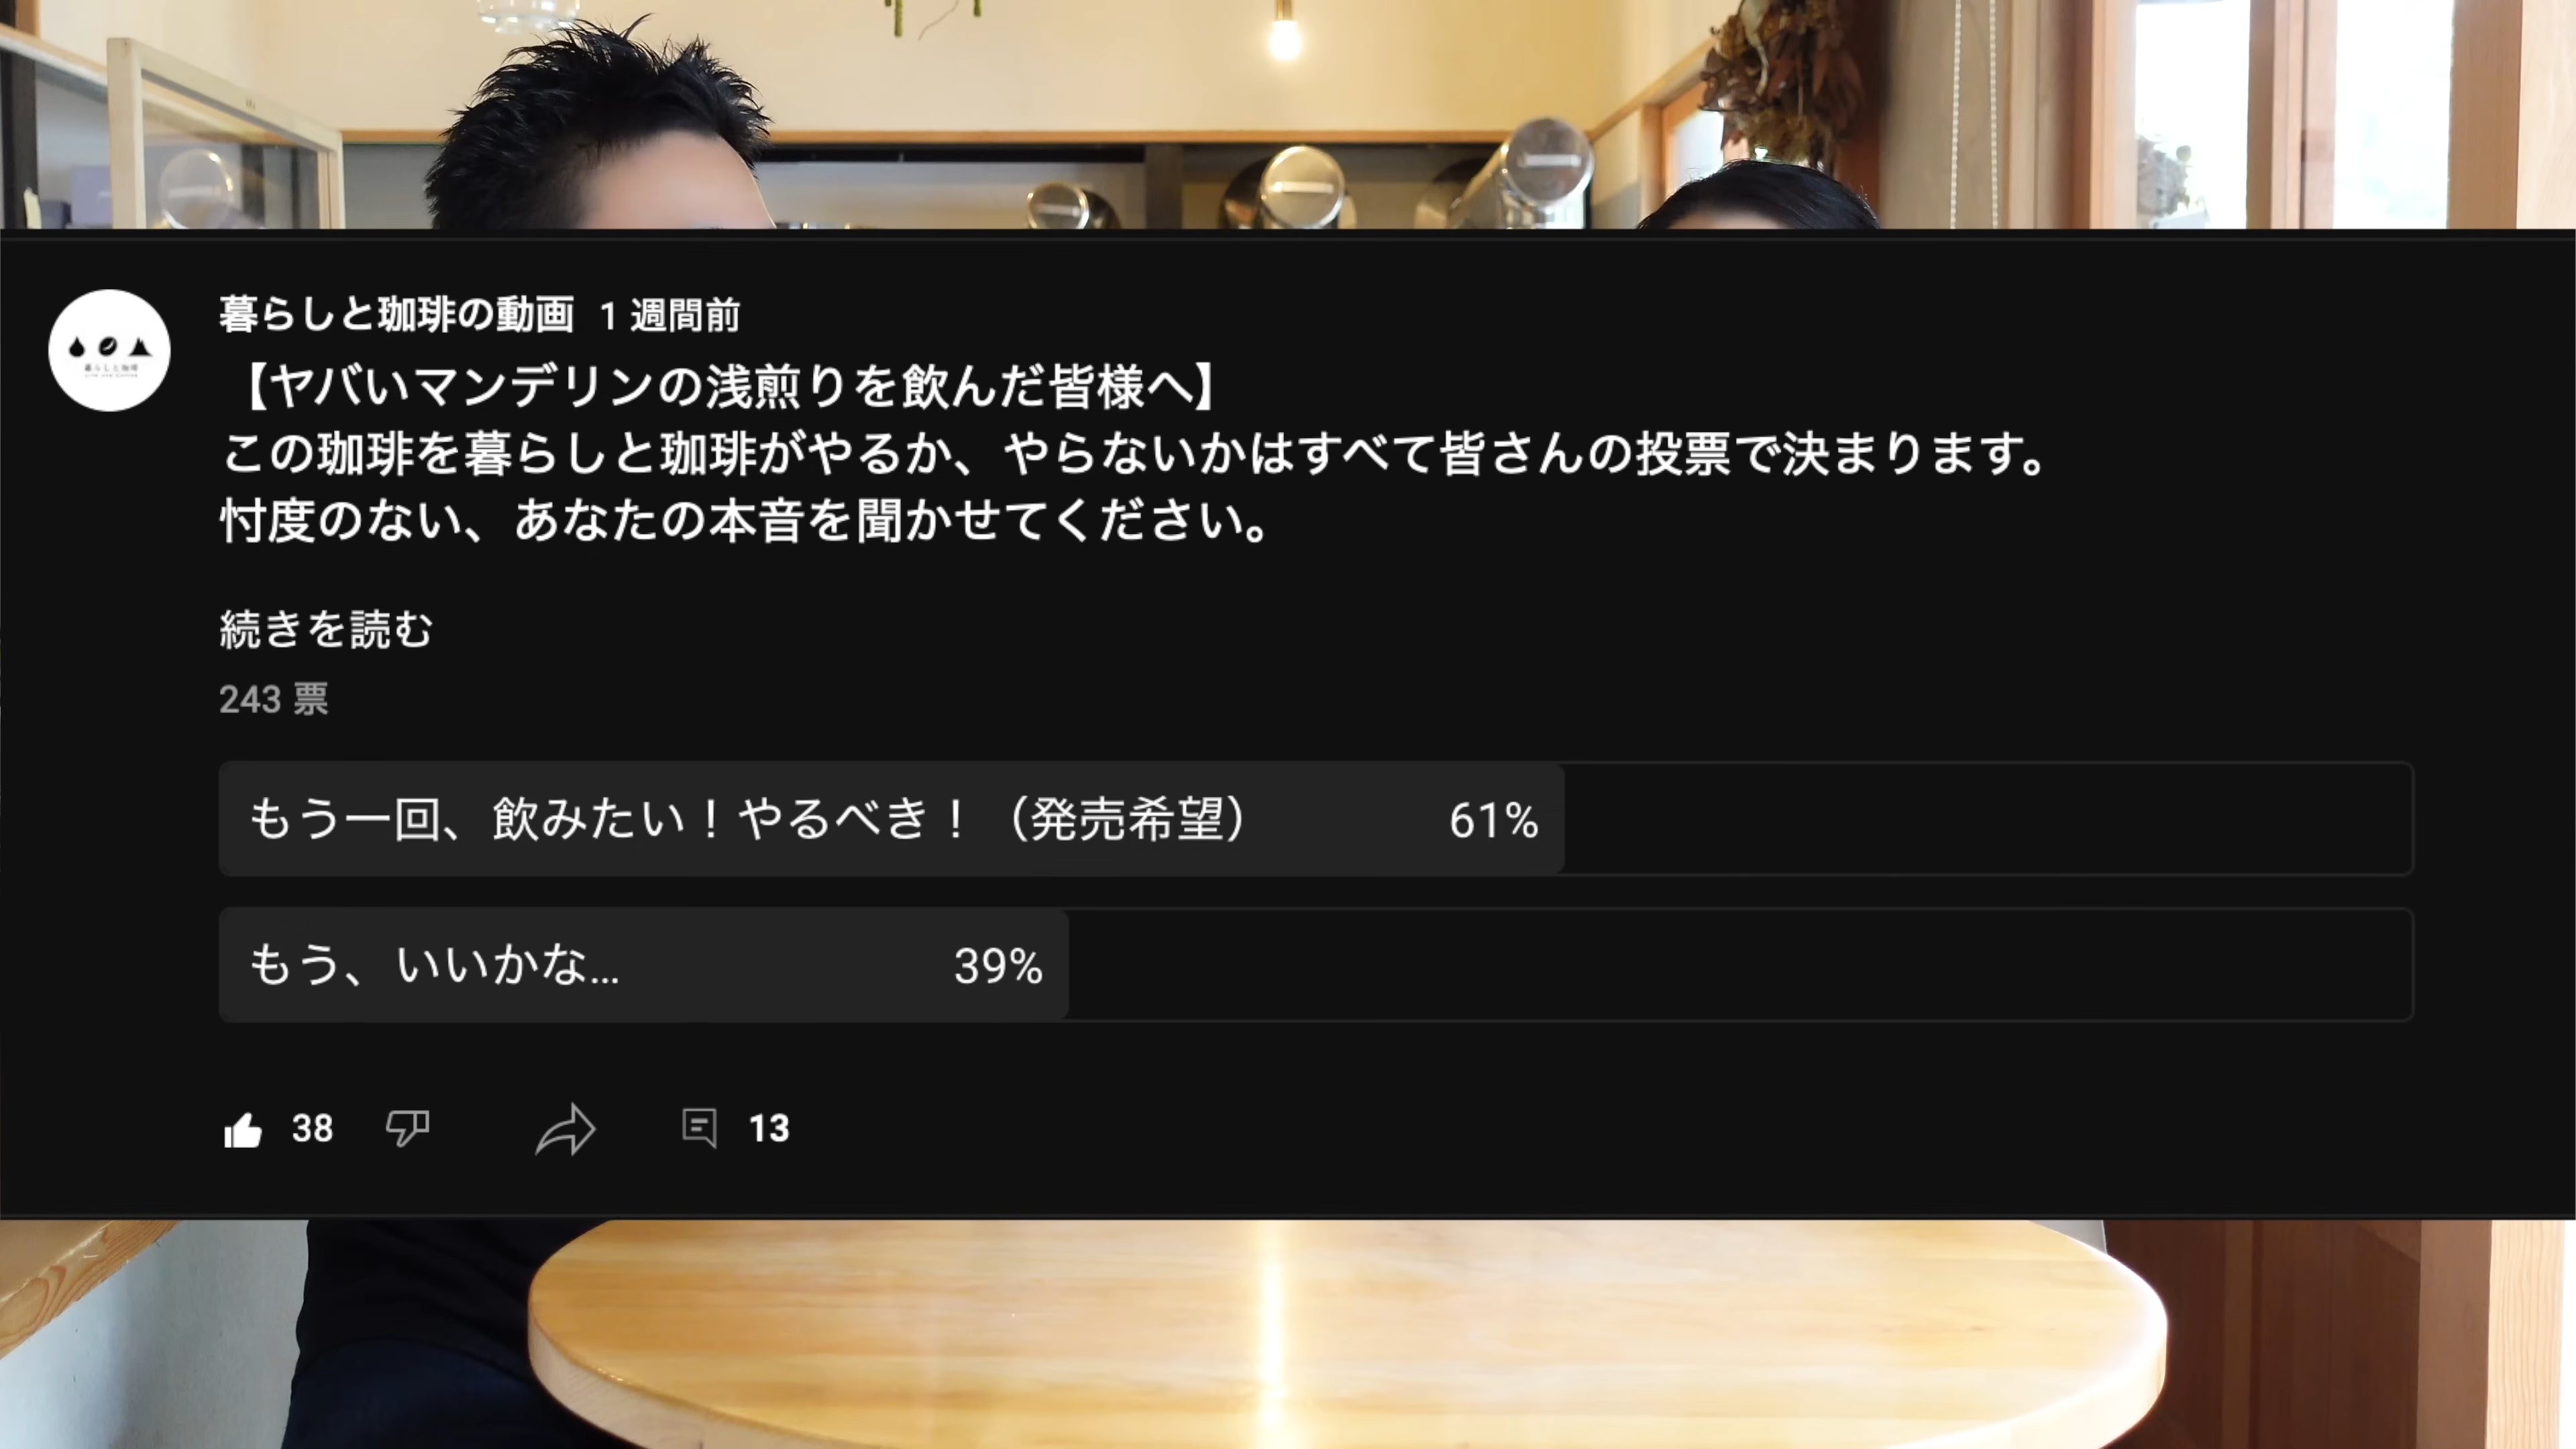 暮らしと珈琲の動画 1 週間前
【ヤバいマンデリンの浅煎りを飲んだ皆様へ】
この珈琲を暮らしと珈琲がやるか、やらないかはすべて皆さんの投票で決まります。
忖度のない、あなたの本音を聞かせてください。
続きを読む
243 票
もう一回、飲みたい！やるべき！（発売希望） 61%
もう、いいかな... 39%
38 13
暮らしと珈琲